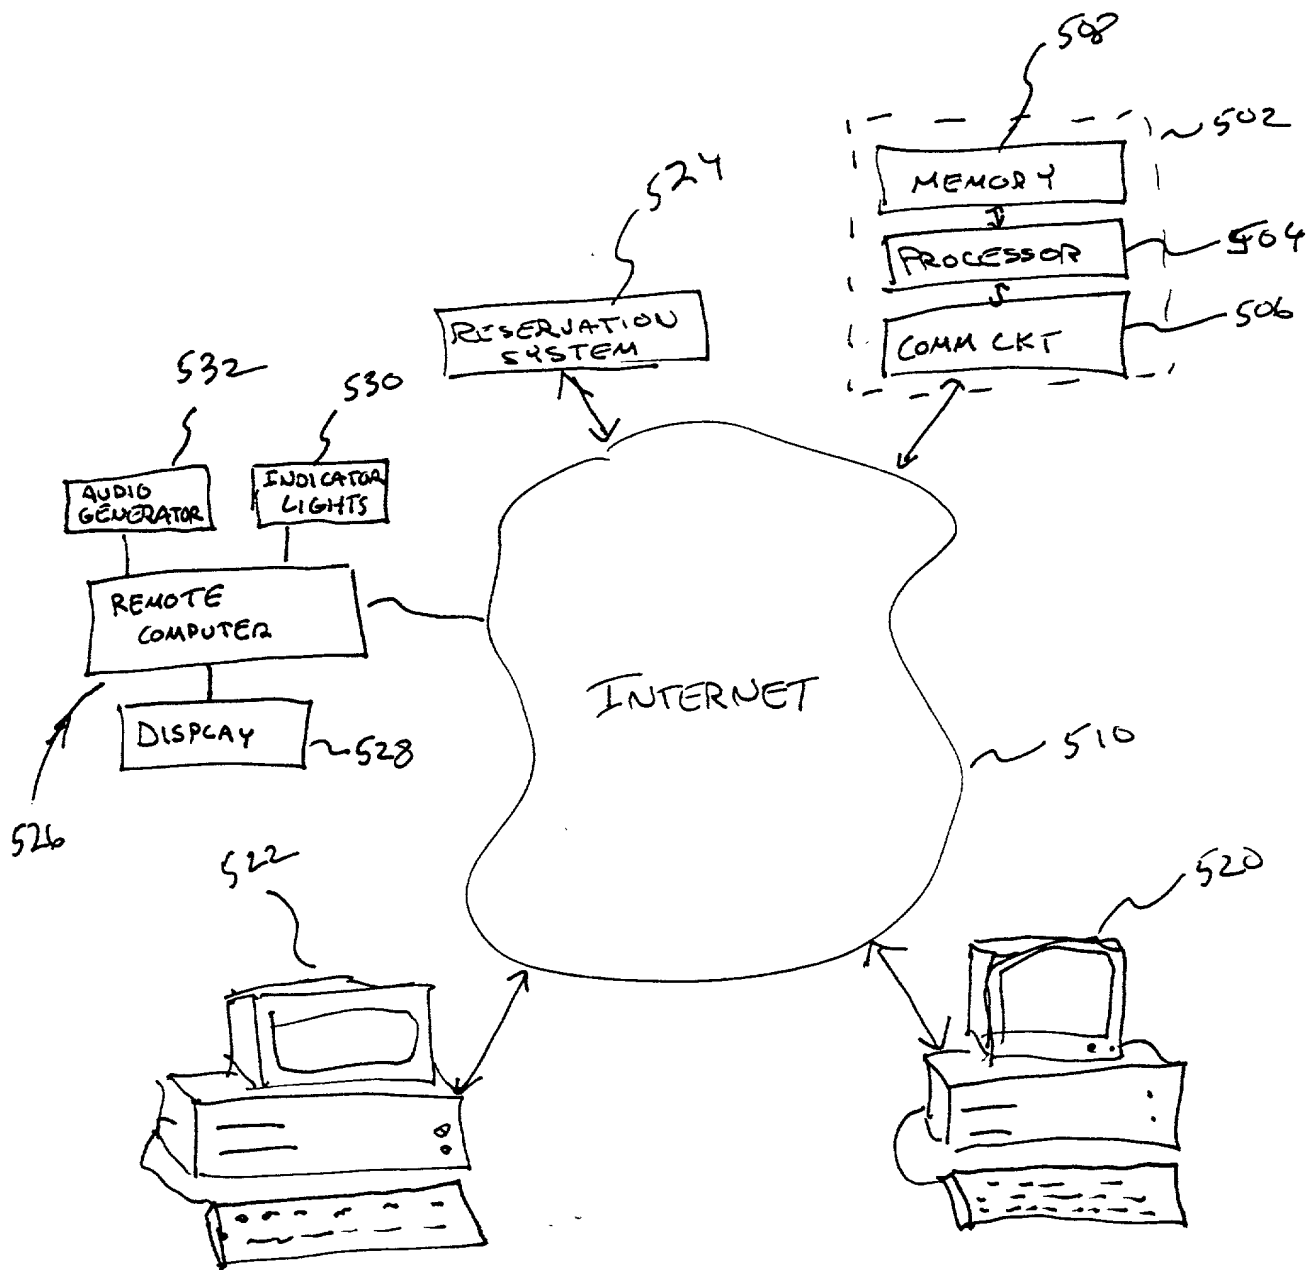 508
502
MEMORY
524
PROCESSOR
504
RESERVATION
SYSTEM
506
COMM CKT
532
530
AUDIO
GENERATOR
INDICATOR
LIGHTS
REMOTE
COMPUTER
INTERNET
DISPLAY
528
510
526
522
520